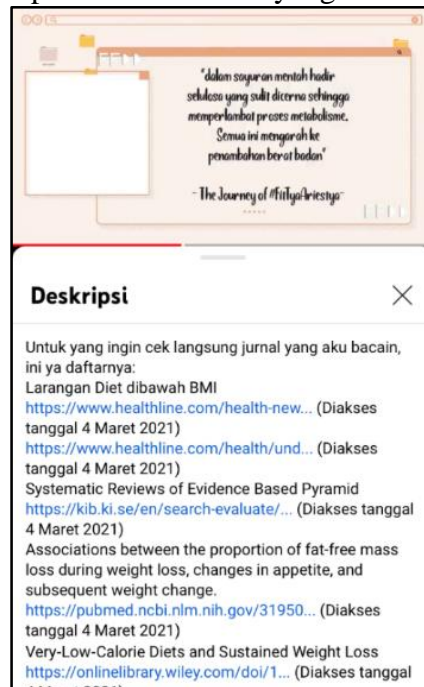 "dalam sayuran mentah hadir
selulosa yang sulit dicerna sehingga
memperlambat proses metabolisme.
Semua ini mengarah ke
penambahan berat badan"
- The Journey of #FitTyaAriestya-
Deskripsi
Untuk yang ingin cek langsung jurnal yang aku bacain,
ini ya daftarnya:
Larangan Diet dibawah BMI
https://www.healthline.com/health-new... (Diakses
tanggal 4 Maret 2021)
https://www.healthline.com/health/und... (Diakses
tanggal 4 Maret 2021)
Systematic Reviews of Evidence Based Pyramid
https://kib.ki.se/en/search-evaluate/... (Diakses tanggal
4 Maret 2021)
Associations between the proportion of fat-free mass
loss during weight loss, changes in appetite, and
subsequent weight change.
https://pubmed.ncbi.nlm.nih.gov/31950... (Diakses
tanggal 4 Maret 2021)
Very-Low-Calorie Diets and Sustained Weight Loss
https://onlinelibrary.wiley.com/doi/1... (Diakses tanggal